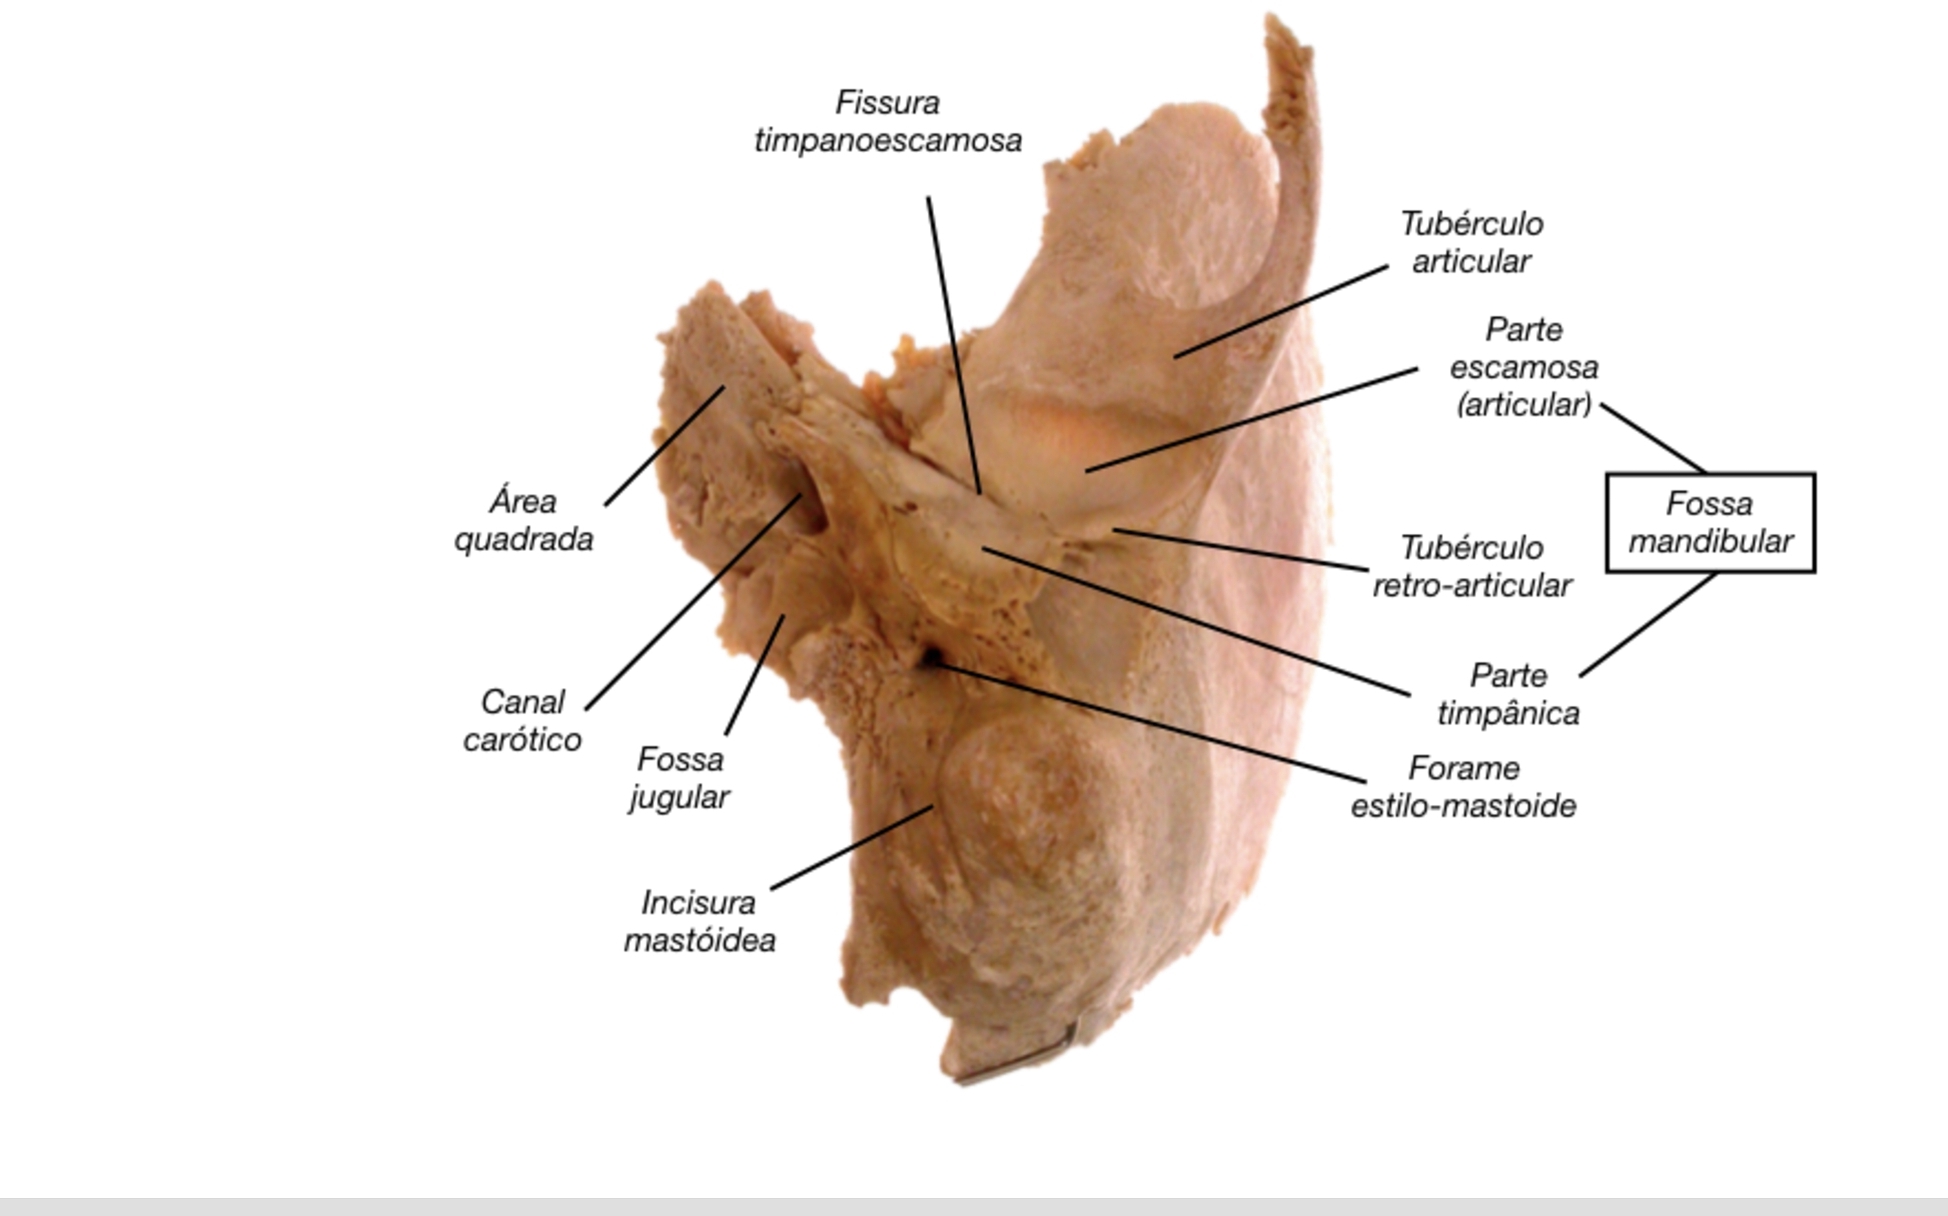 Fissura
timpanoescamosa
Tubérculo
articular
Parte
escamosa
(articular)
Fossa
mandibular
Área
quadrada
Tubérculo
retro-articular
Parte
timpânica
Canal
carótico
Fossa
jugular
Forame
estilo-mastoide
Incisura
mastóidea